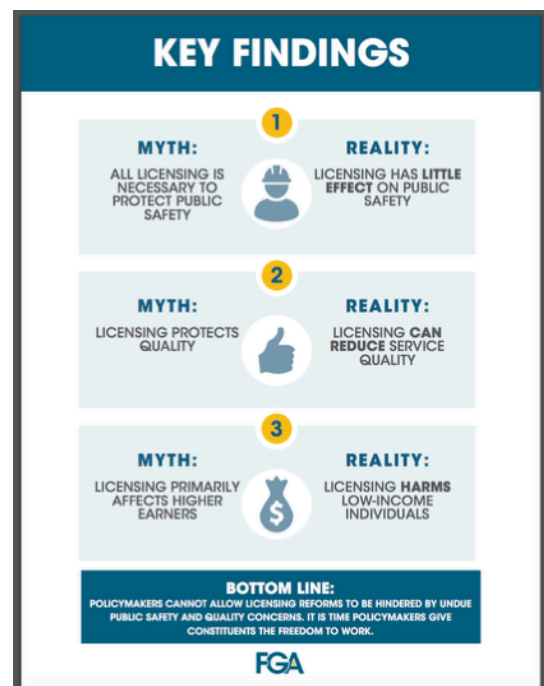 KEY FINDINGS
1
MYTH:
ALL LICENSING IS
NECESSARY TO
PROTECT PUBLIC
SAFETY
REALITY:
LICENSING HAS LITTLE
EFFECT ON PUBLIC
SAFETY
2
MYTH:
LICENSING PROTECTS
QUALITY
REALITY:
LICENSING CAN
REDUCE SERVICE
QUALITY
3
MYTH:
LICENSING PRIMARILY
AFFECTS HIGHER
EARNERS
$
REALITY:
LICENSING HARMS
LOW-INCOME
INDIVIDUALS
BOTTOM LINE:
POLICYMAKERS CANNOT ALLOW LICENSING REFORMS TO BE HINDERED BY UNDUE
PUBLIC SAFETY AND QUALITY CONCERNS. IT IS TIME POLICYMAKERS GIVE
CONSTITUENTS THE FREEDOM TO WORK.
FGA